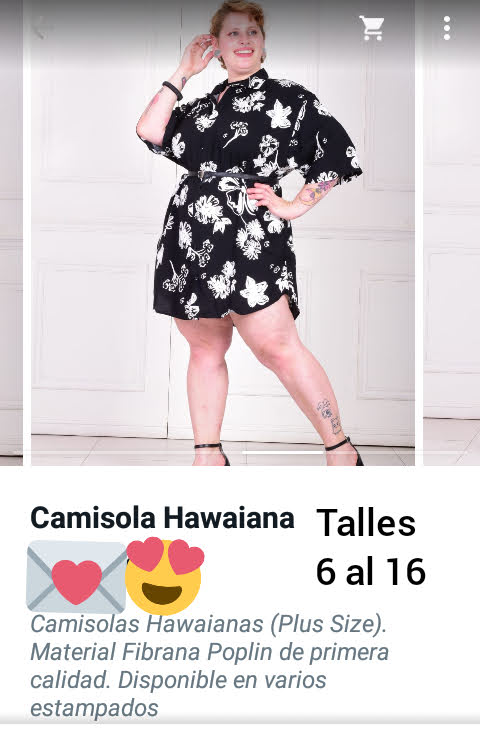 Camisola Hawaiana
Talles
6 al 16
Camisolas Hawaianas (Plus Size).
Material Fibrana Poplin de primera
calidad. Disponible en varios
estampados